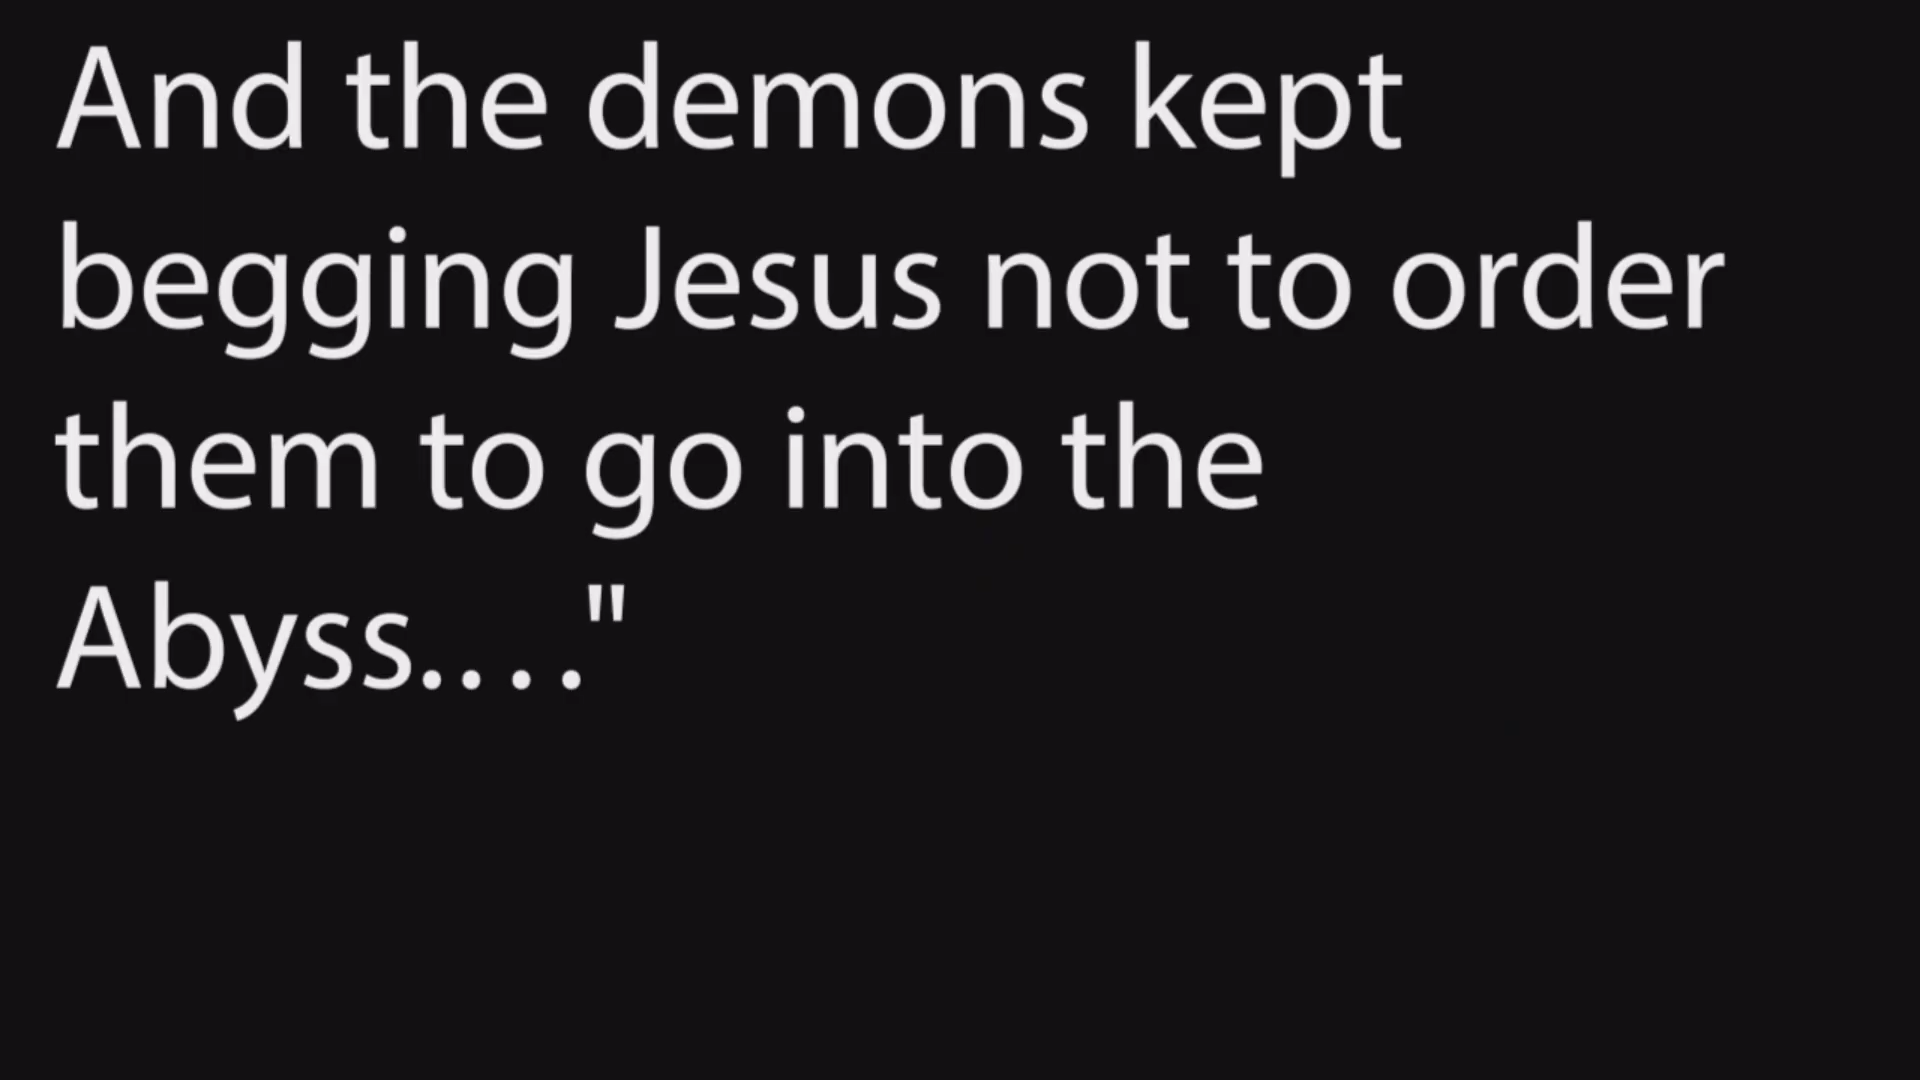 And the demons kept
begging Jesus not to order
them to go into the
Abyss.…"